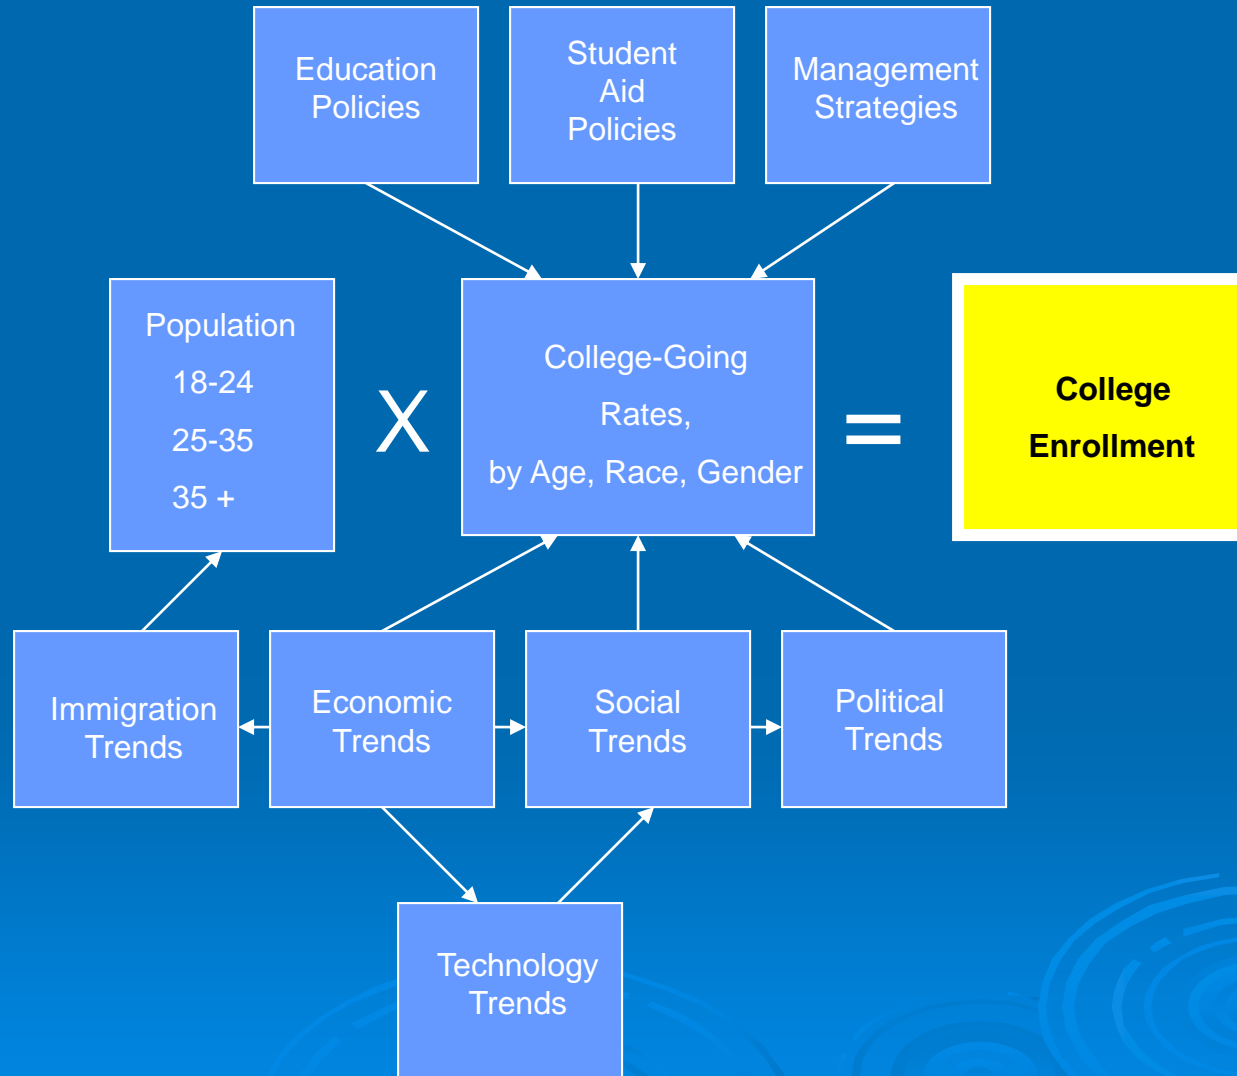 Education
Policies
Student
Aid
Policies
Management
Strategies
Population
18-24
25-35
35 +
X
College-Going
Rates,
by Age, Race, Gender
=
College
Enrollment
Immigration
Trends
Economic
Trends
Social
Trends
Political
Trends
Technology
Trends